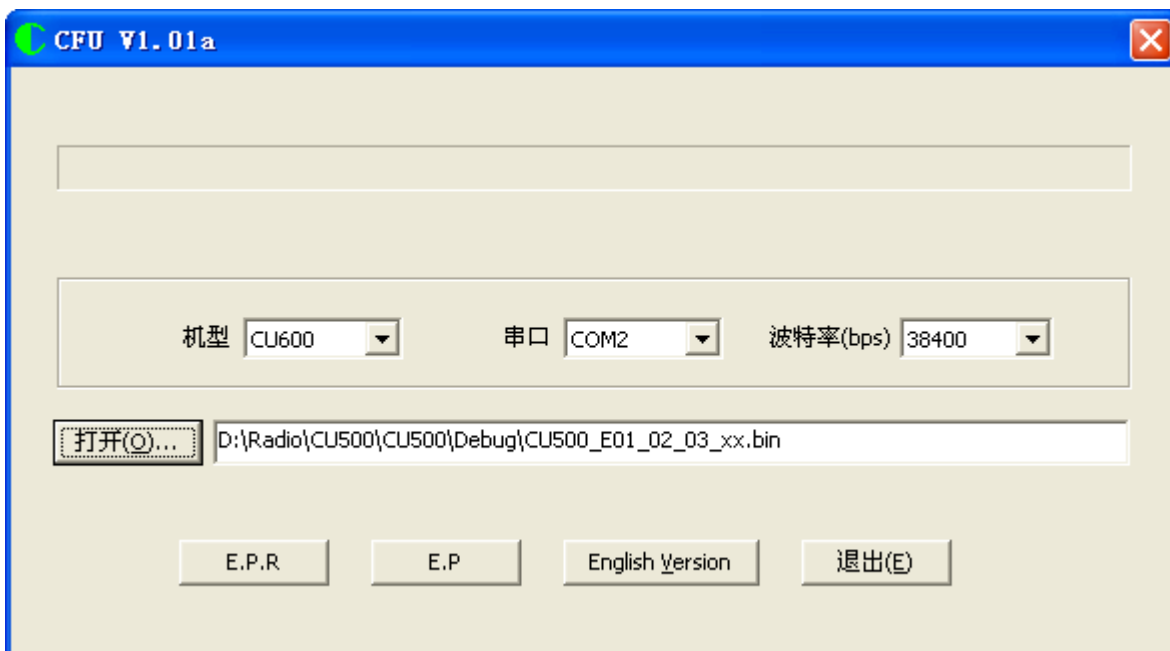 CFU V1.01a
机型 CU600 串口 COM2 波特率(bps) 38400
打开(O)... D:\Radio\CU500\CU500\Debug\CU500_E01_02_03_xx.bin
E.P.R E.P English Version 退出(E)